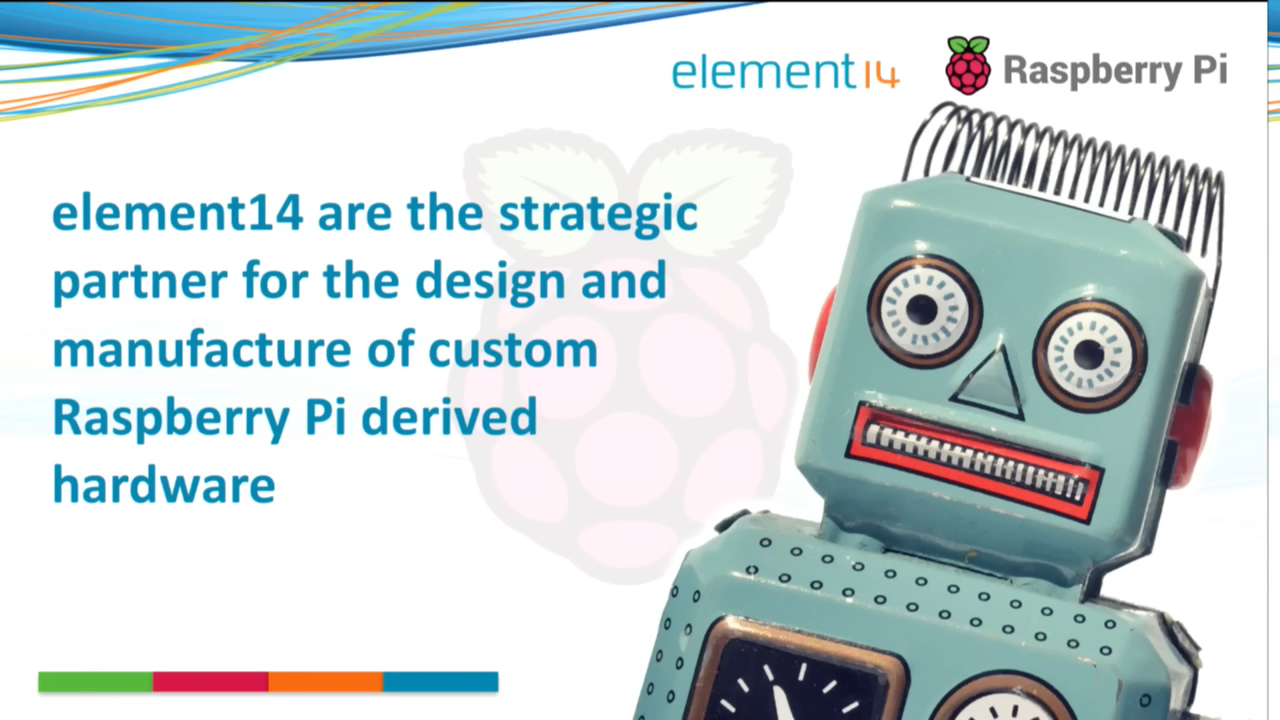 element14 Raspberry Pi
element14 are the strategic
partner for the design and
manufacture of custom
Raspberry Pi derived
hardware